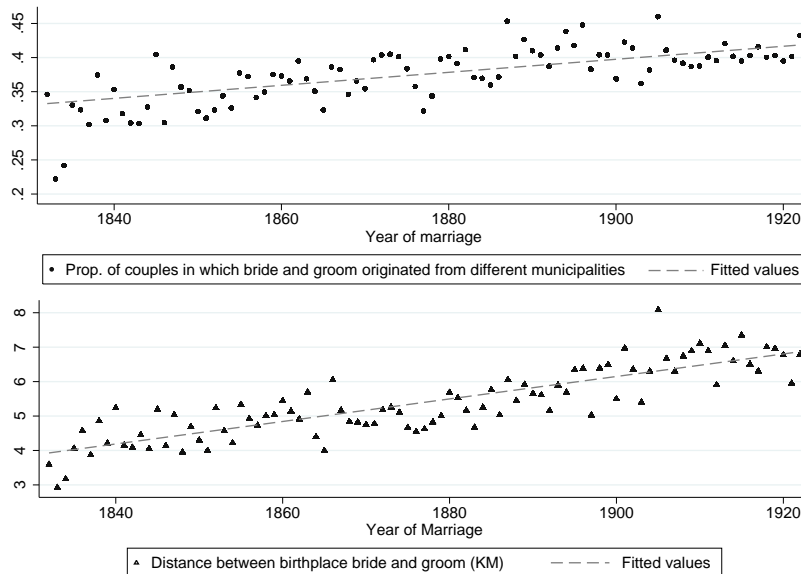 .45
.4
.35
.3
.25
.2
1840 1860 1880 1900 1920
Year of marriage
Prop. of couples in which bride and groom originated from different municipalities Fitted values
8
7
6
5
4
3
1840 1860 1880 1900 1920
Year of Marriage
Distance between birthplace bride and groom (KM) Fitted values